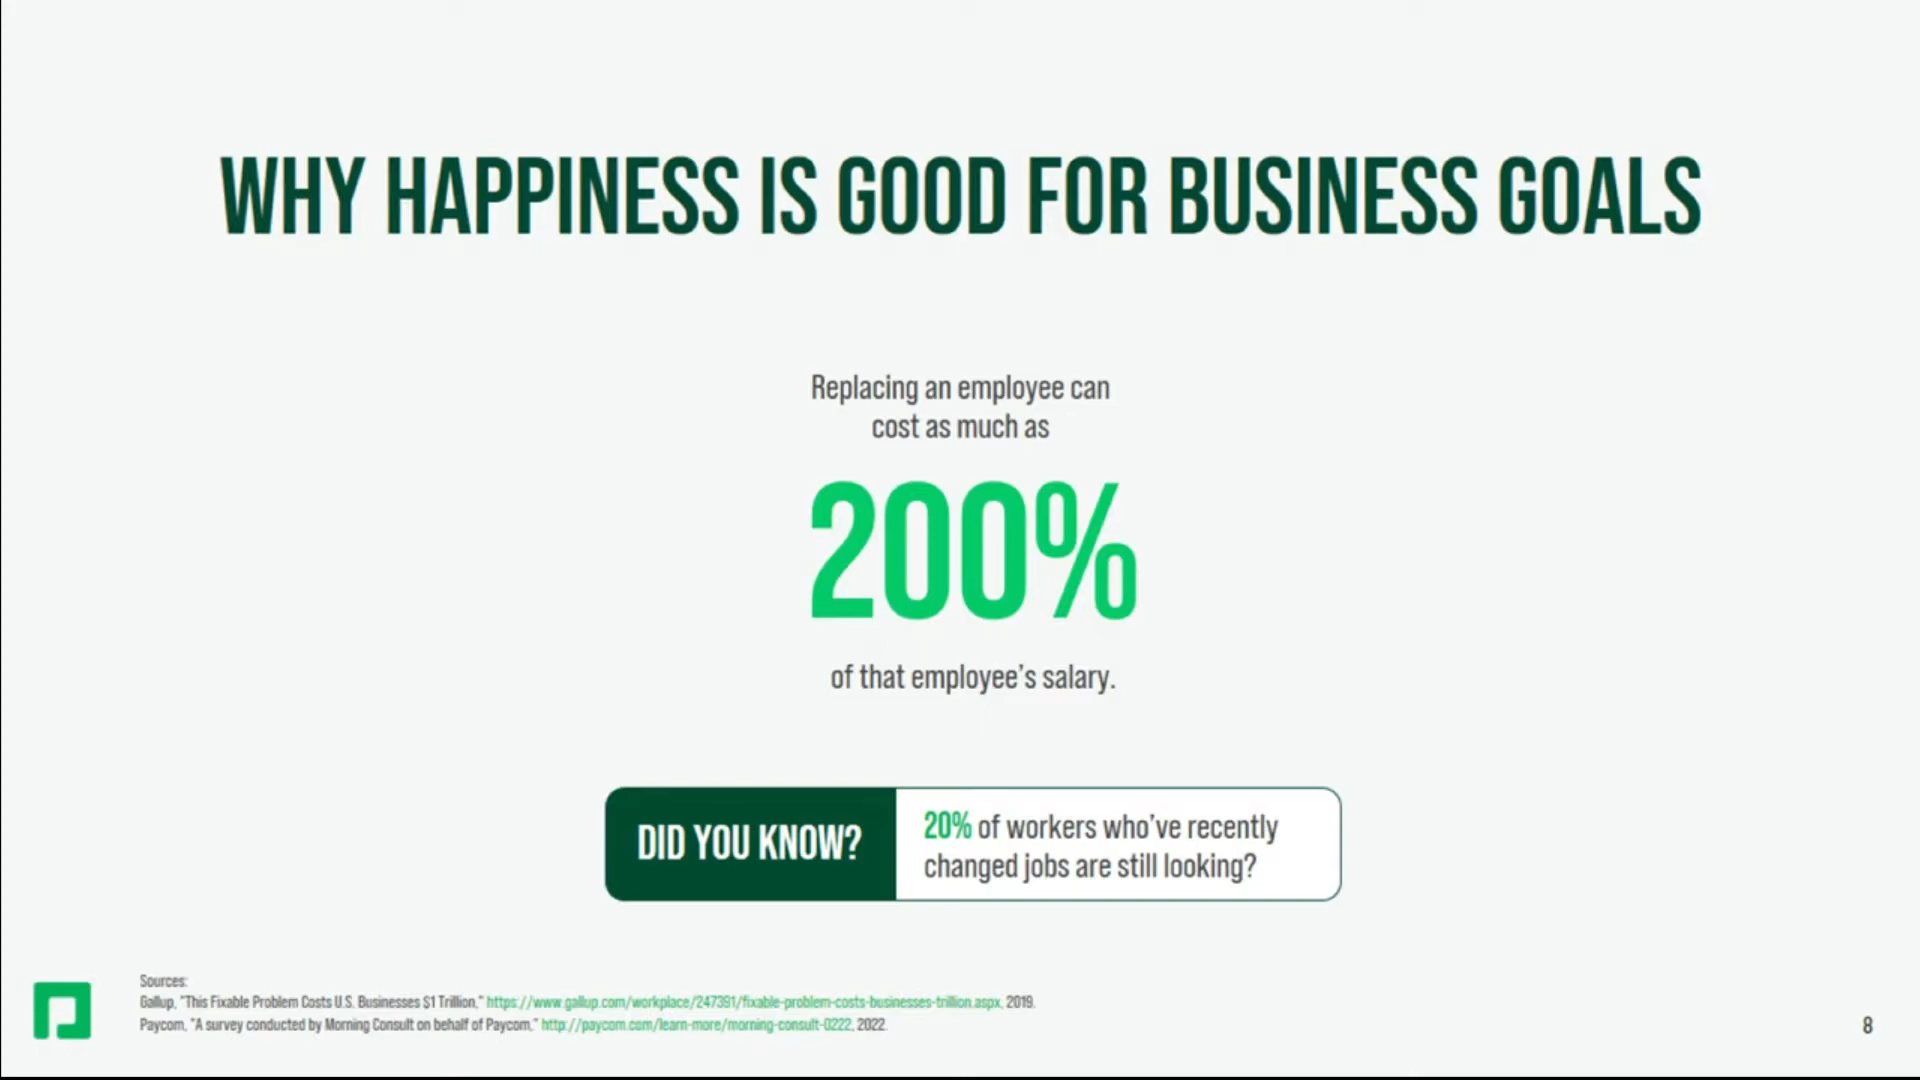 WHY HAPPINESS IS GOOD FOR BUSINESS GOALS
Replacing an employee can
cost as much as
200%
of that employee's salary.
DID YOU KNOW?
20% of workers who've recently
changed jobs are still looking?
Sources:
Gallup, "This Fixable Problem Costs U.S. Businesses $1 Trillion," https://www.gallup.com/workplace/247391/fixable-problem-costs-businesses-trillion.aspx, 2019.
Paycom, "A survey conducted by Morning Consult on behalf of Paycom," http://paycom.com/learn-more/morning-consult-0222, 2022.
8